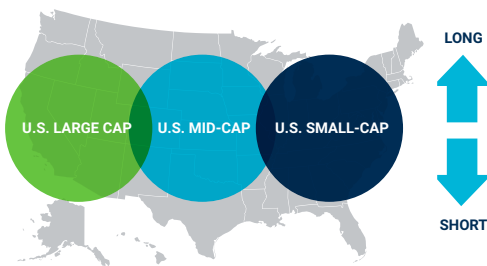 LONG
U.S. LARGE CAP
U.S. MID-CAP
U.S. SMALL-CAP
SHORT